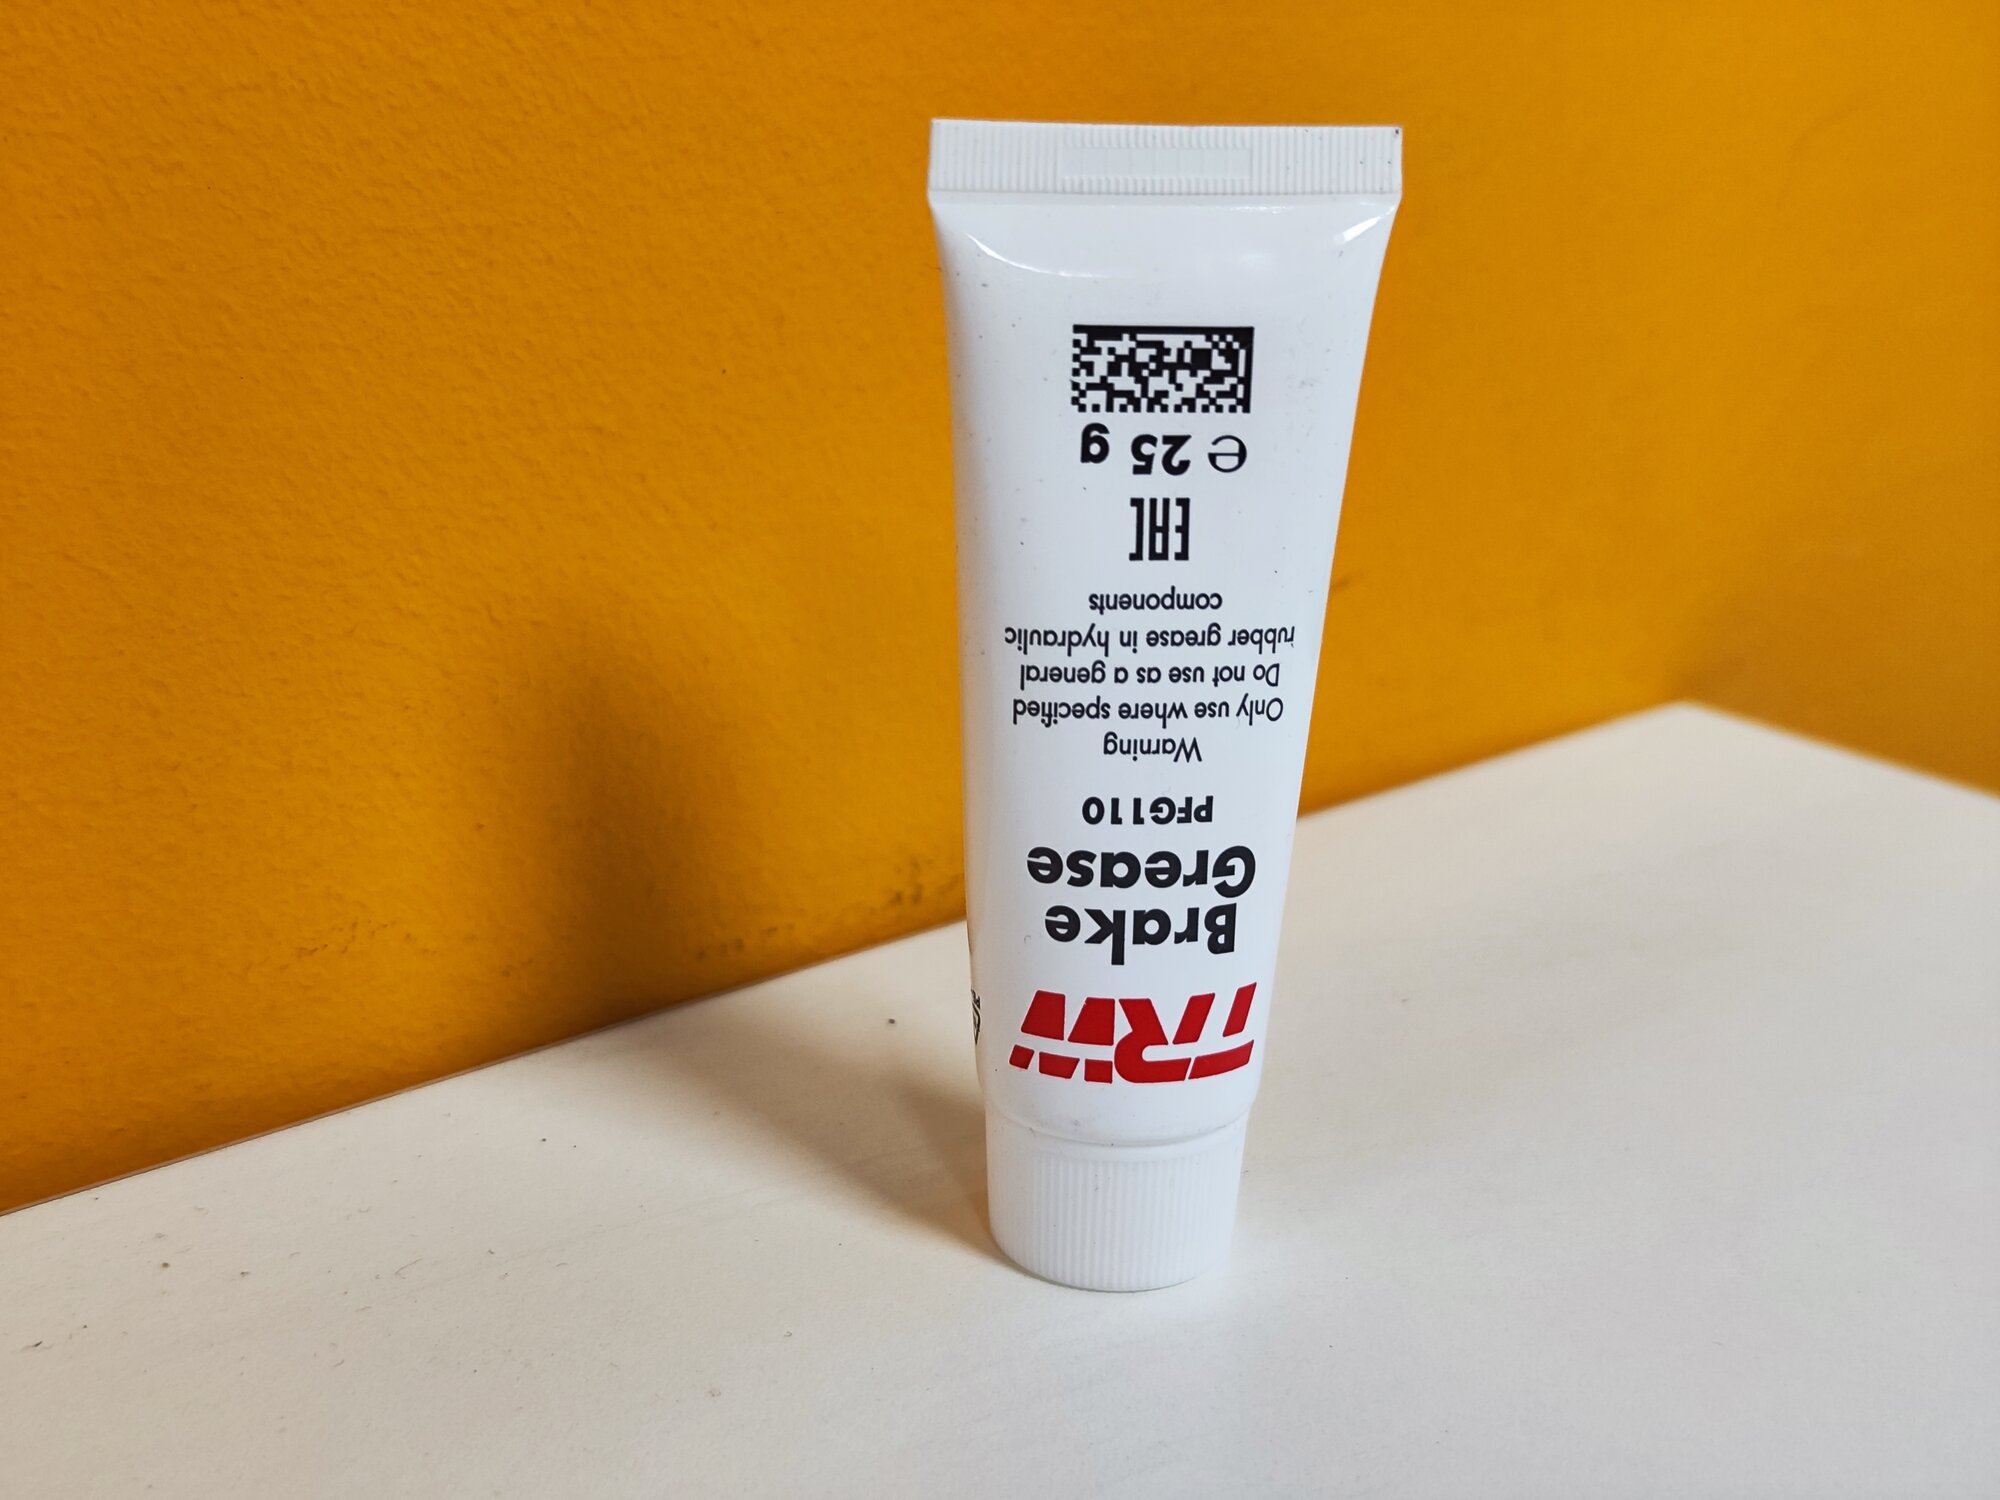 TRW
Brake
Grease
PFG110
Warning
Only use where specified
Do not use as a general
rubber grease in hydraulic
components
EAC
e 25 g